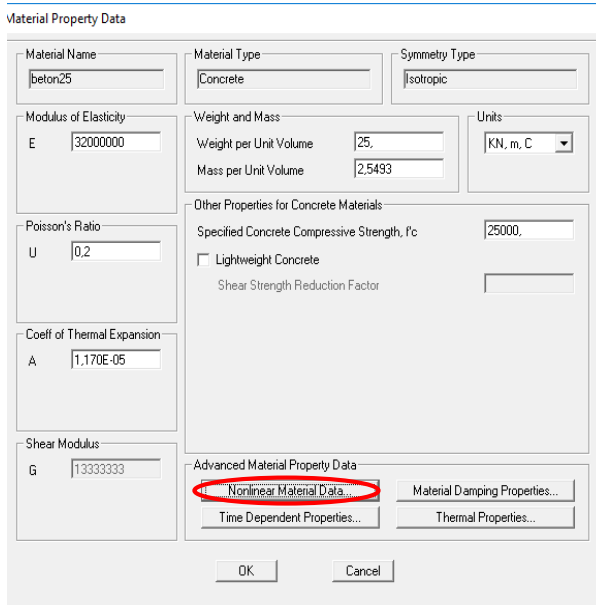 Material Property Data
Material Name
beton25
Material Type
Concrete
Symmetry Type
Isotropic
Modulus of Elasticity
E 32000000
Weight and Mass
Weight per Unit Volume 25,
Mass per Unit Volume 2,5493
Units
KN, m, C
Poisson's Ratio
U 0,2
Other Properties for Concrete Materials
Specified Concrete Compressive Strength, f'c 25000,
Lightweight Concrete
Shear Strength Reduction Factor
Coeff of Thermal Expansion
A 1,170E-05
Shear Modulus
G 13333333
Advanced Material Property Data
Nonlinear Material Data... Material Damping Properties...
Time Dependent Properties... Thermal Properties...
OK Cancel